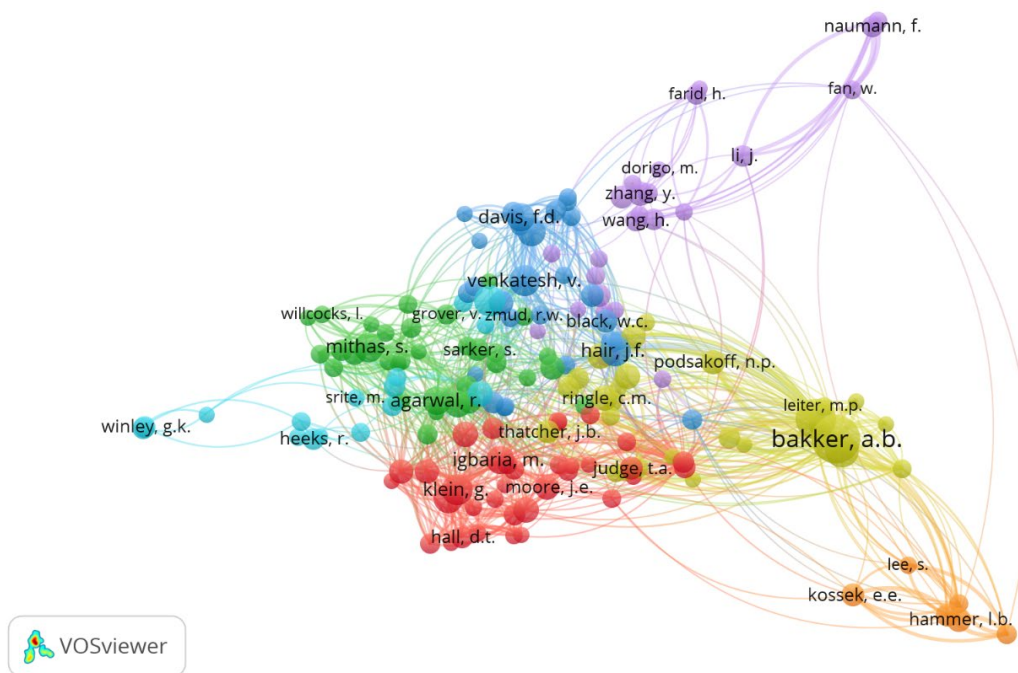 naumann, f.
fan, w.
farid, h.
li, j.
dorigo, m.
zhang, y.
wang, h.
davis, f.d.
venkatesh, v.
willcocks, l.
grover, v.
zmud, r.w.
black, w.c.
mithas, s.
sarker, s.
hair, j.f.
podsakoff, n.p.
srite, m.
agarwal, r.
ringle, c.m.
leiter, m.p.
winley, g.k.
heeks, r.
thatcher, j.b.
bakker, a.b.
igbaria, m.
judge, t.a.
klein, g.
moore, j.e.
hall, d.t.
lee, s.
kossek, e.e.
hammer, l.b.
VOSviewer